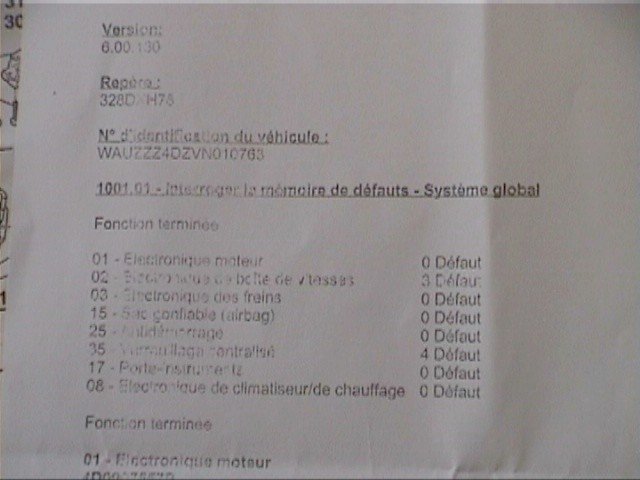 31
30
Version:
6.00.130
Repère :
N° d'identification du véhicule :
WAUZZZ4DZVN010763
1001.01 - Interroger la mémoire de défauts - Système global
Fonction terminée
01 - Electronique moteur 0 Défaut
02 - Electronique de boîte de vitesses 3 Défaut
03 - Electronique des freins 0 Défaut
15 - Sac gonflable (airbag) 0 Défaut
25 - Antidémarrage 0 Défaut
35 - Verrouillage centralisé 4 Défaut
17 - Porte-instruments 0 Défaut
08 - Electronique de climatiseur/de chauffage 0 Défaut
Fonction terminée
01 - Electronique moteur